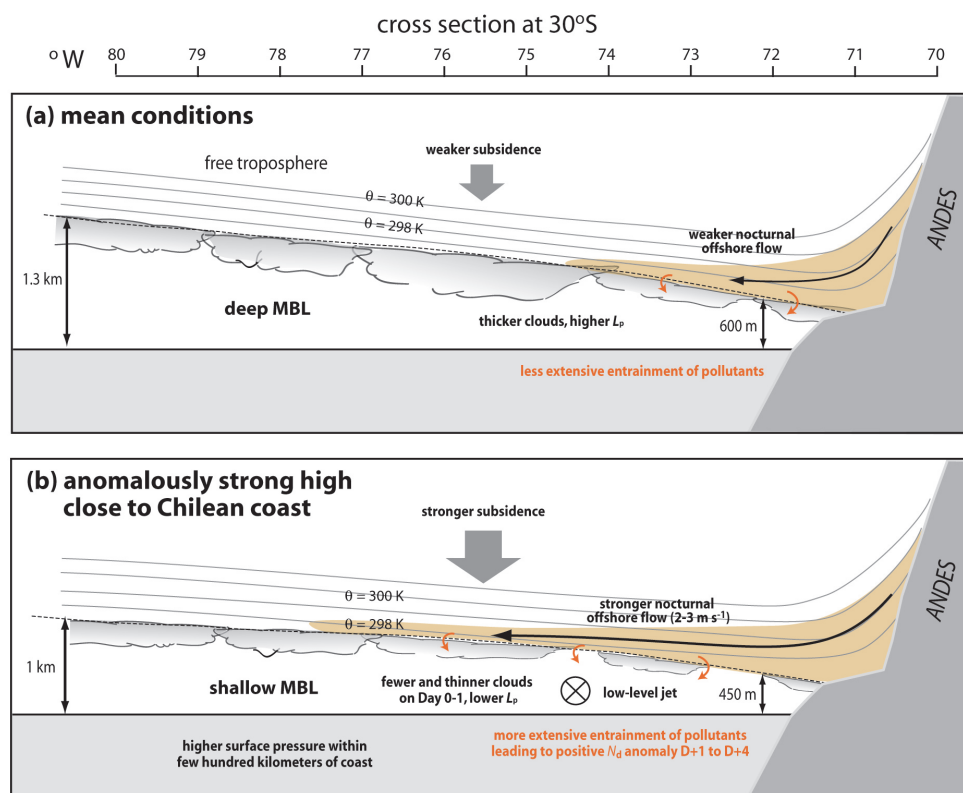 cross section at 30°S
° W 80 79 78 77 76 75 74 73 72 71 70
(a) mean conditions
free troposphere
weaker subsidence
θ = 300 K
θ = 298 K
weaker nocturnal
offshore flow
ANDES
1.3 km
deep MBL
thicker clouds, higher Lp
600 m
less extensive entrainment of pollutants
(b) anomalously strong high
close to Chilean coast
stronger subsidence
θ = 300 K
θ = 298 K
stronger nocturnal
offshore flow (2-3 m s⁻¹)
ANDES
1 km
shallow MBL
fewer and thinner clouds
on Day 0-1, lower Lp
low-level jet
450 m
higher surface pressure within
few hundred kilometers of coast
more extensive entrainment of pollutants
leading to positive Nd anomaly D+1 to D+4